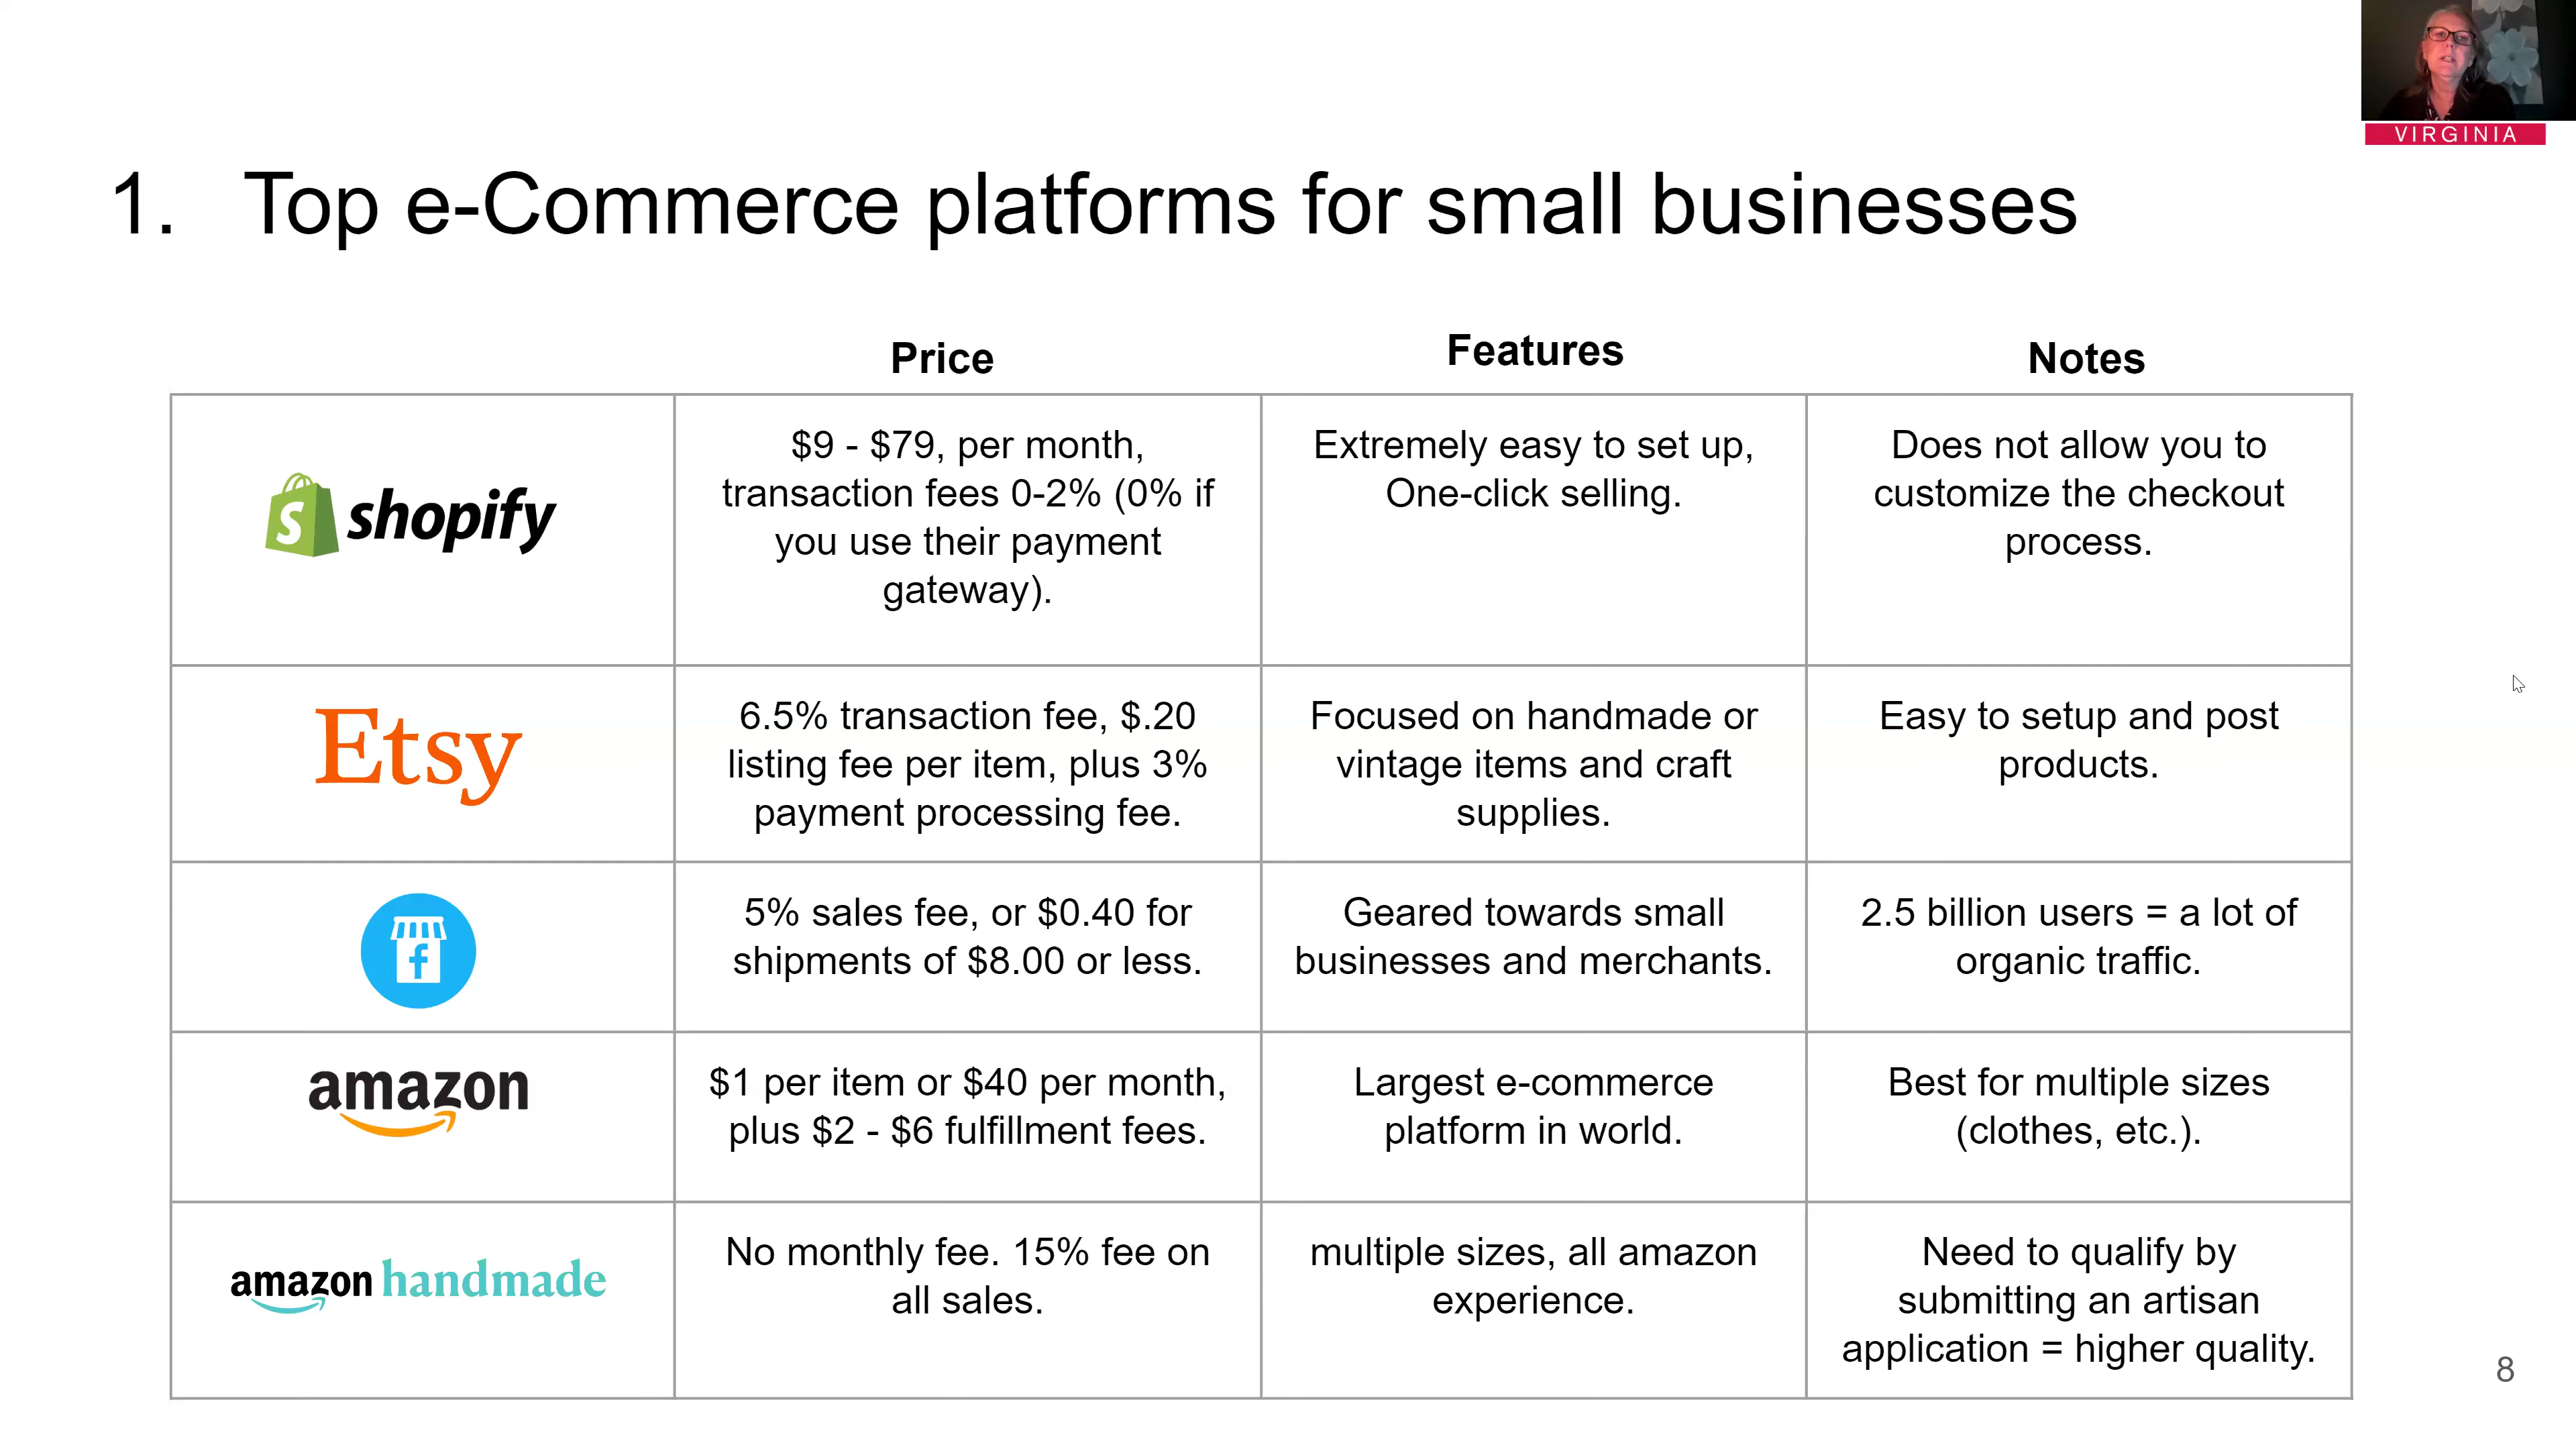 VIRGINIA
1. Top e-Commerce platforms for small businesses
Price
Features
Notes
shopify
$9 - $79, per month,
transaction fees 0-2% (0% if
you use their payment
gateway).
Extremely easy to set up,
One-click selling.
Does not allow you to
customize the checkout
process.
Etsy
6.5% transaction fee, $.20
listing fee per item, plus 3%
payment processing fee.
Focused on handmade or
vintage items and craft
supplies.
Easy to setup and post
products.
f
5% sales fee, or $0.40 for
shipments of $8.00 or less.
Geared towards small
businesses and merchants.
2.5 billion users = a lot of
organic traffic.
amazon
$1 per item or $40 per month,
plus $2 - $6 fulfillment fees.
Largest e-commerce
platform in world.
Best for multiple sizes
(clothes, etc.).
amazon handmade
No monthly fee. 15% fee on
all sales.
multiple sizes, all amazon
experience.
Need to qualify by
submitting an artisan
application = higher quality.
8